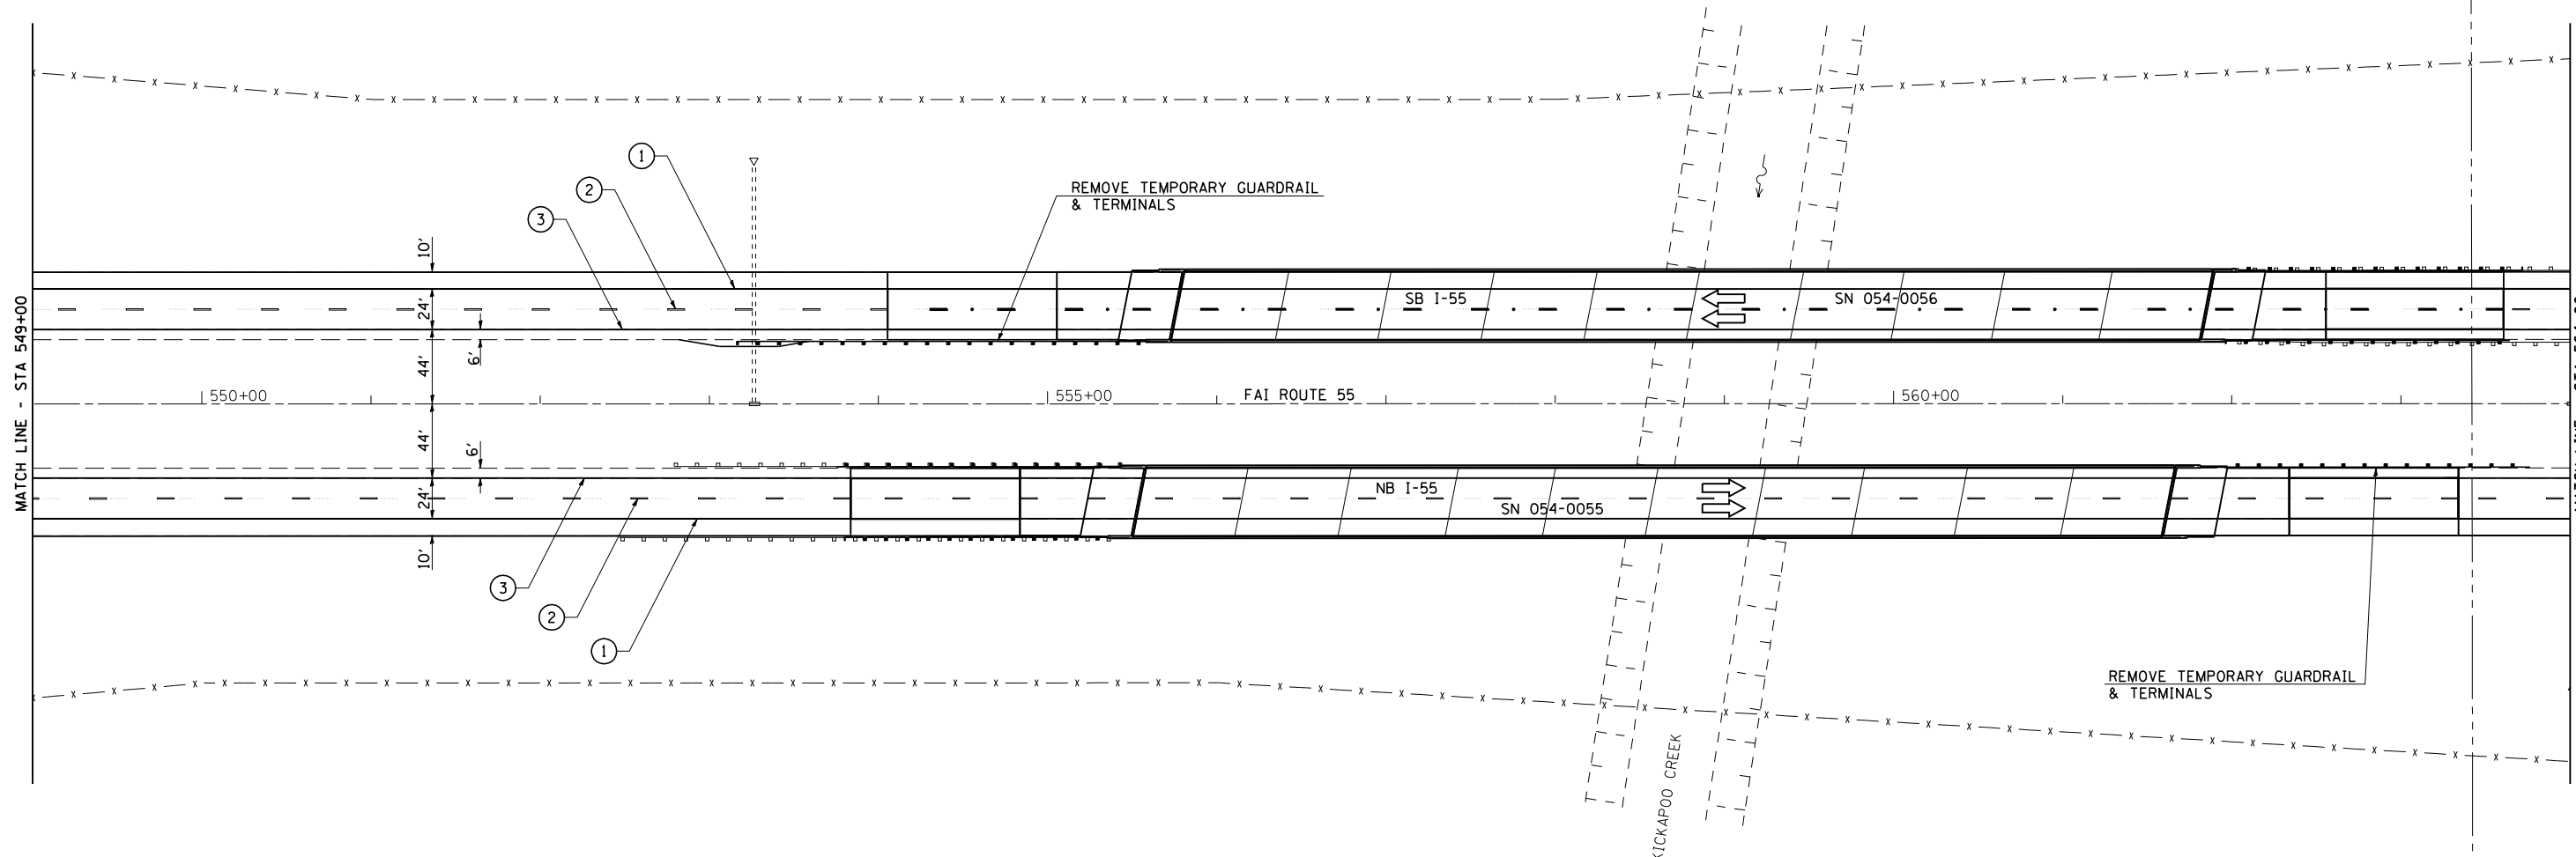 1
2
3
REMOVE TEMPORARY GUARDRAIL
& TERMINALS
10'
24'
6'
44'
SB I-55
SN 054-0056
MATCH LINE - STA 549+00
550+00
555+00
FAI ROUTE 55
560+00
44'
6'
24'
10'
NB I-55
SN 054-0055
3
2
1
REMOVE TEMPORARY GUARDRAIL
& TERMINALS
KICKAPOO CREEK